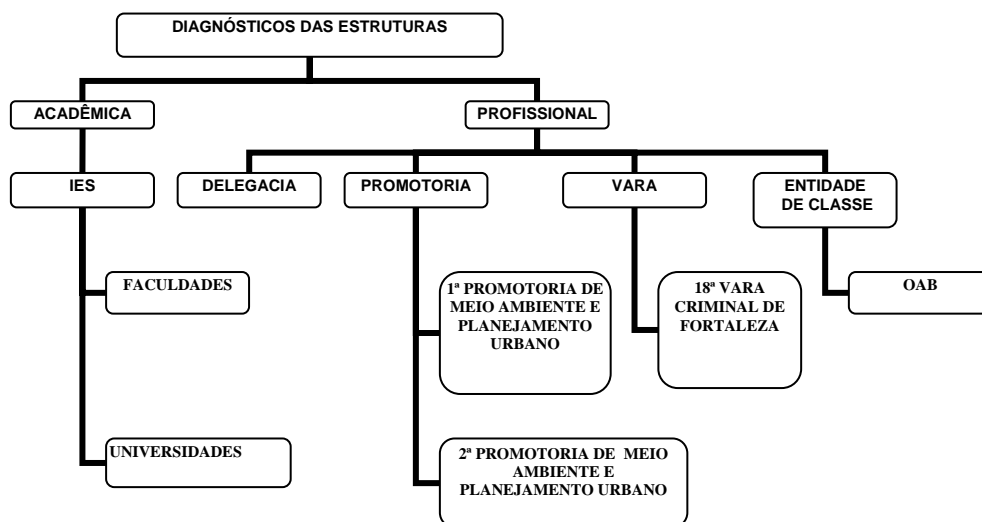 DIAGNÓSTICOS DAS ESTRUTURAS
ACADÊMICA
PROFISSIONAL
IES
DELEGACIA
PROMOTORIA
VARA
ENTIDADE
DE CLASSE
FACULDADES
1ª PROMOTORIA DE
MEIO AMBIENTE E
PLANEJAMENTO
URBANO
18ª VARA
CRIMINAL DE
FORTALEZA
OAB
UNIVERSIDADES
2ª PROMOTORIA DE MEIO
AMBIENTE E
PLANEJAMENTO URBANO